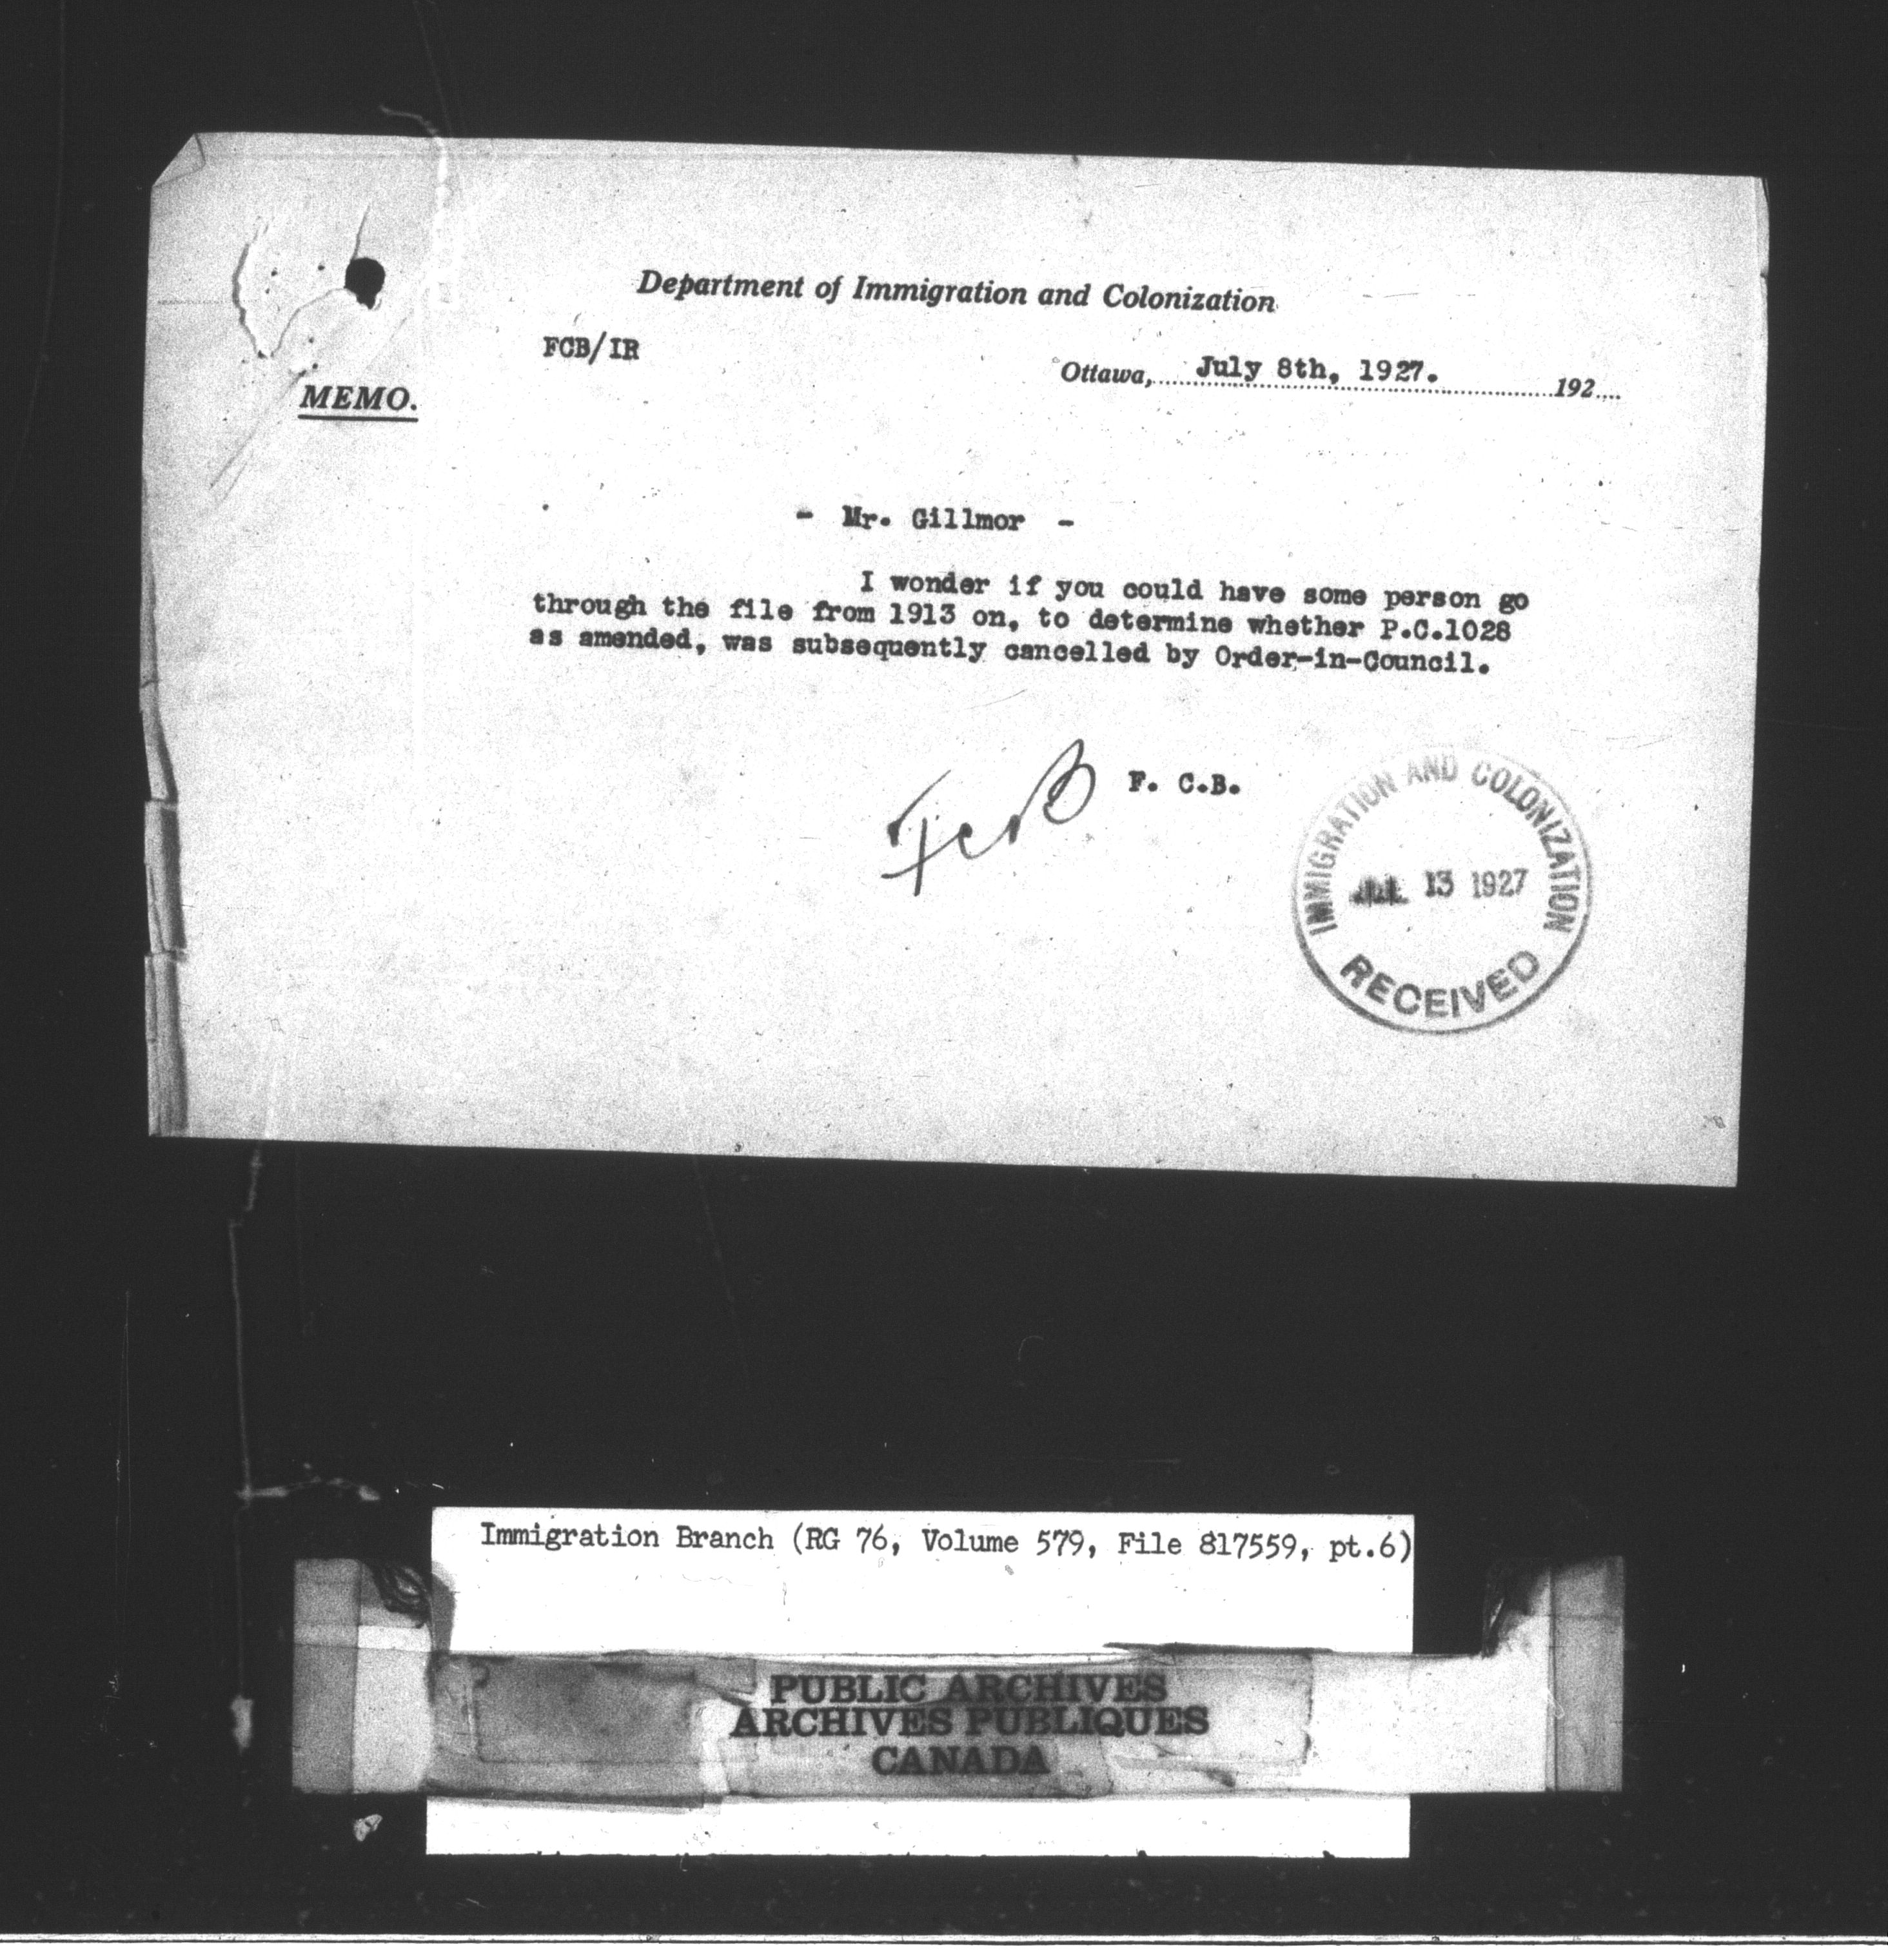 Department of Immigration and Colonization
FCB/IR
Ottawa, July 8th, 1927. 192....
MEMO.
- Mr. Gillmor -
I wonder if you could have some person go
through the file from 1913 on, to determine whether P.C.1028
as amended, was subsequently cancelled by Order-in-Council.
FCB
F. C.B.
IMMIGRATION AND COLONIZATION
JUL 13 1927
RECEIVED
Immigration Branch (RG 76, Volume 579, File 817559, pt.6)
PUBLIC ARCHIVES
ARCHIVES PUBLIQUES
CANADA